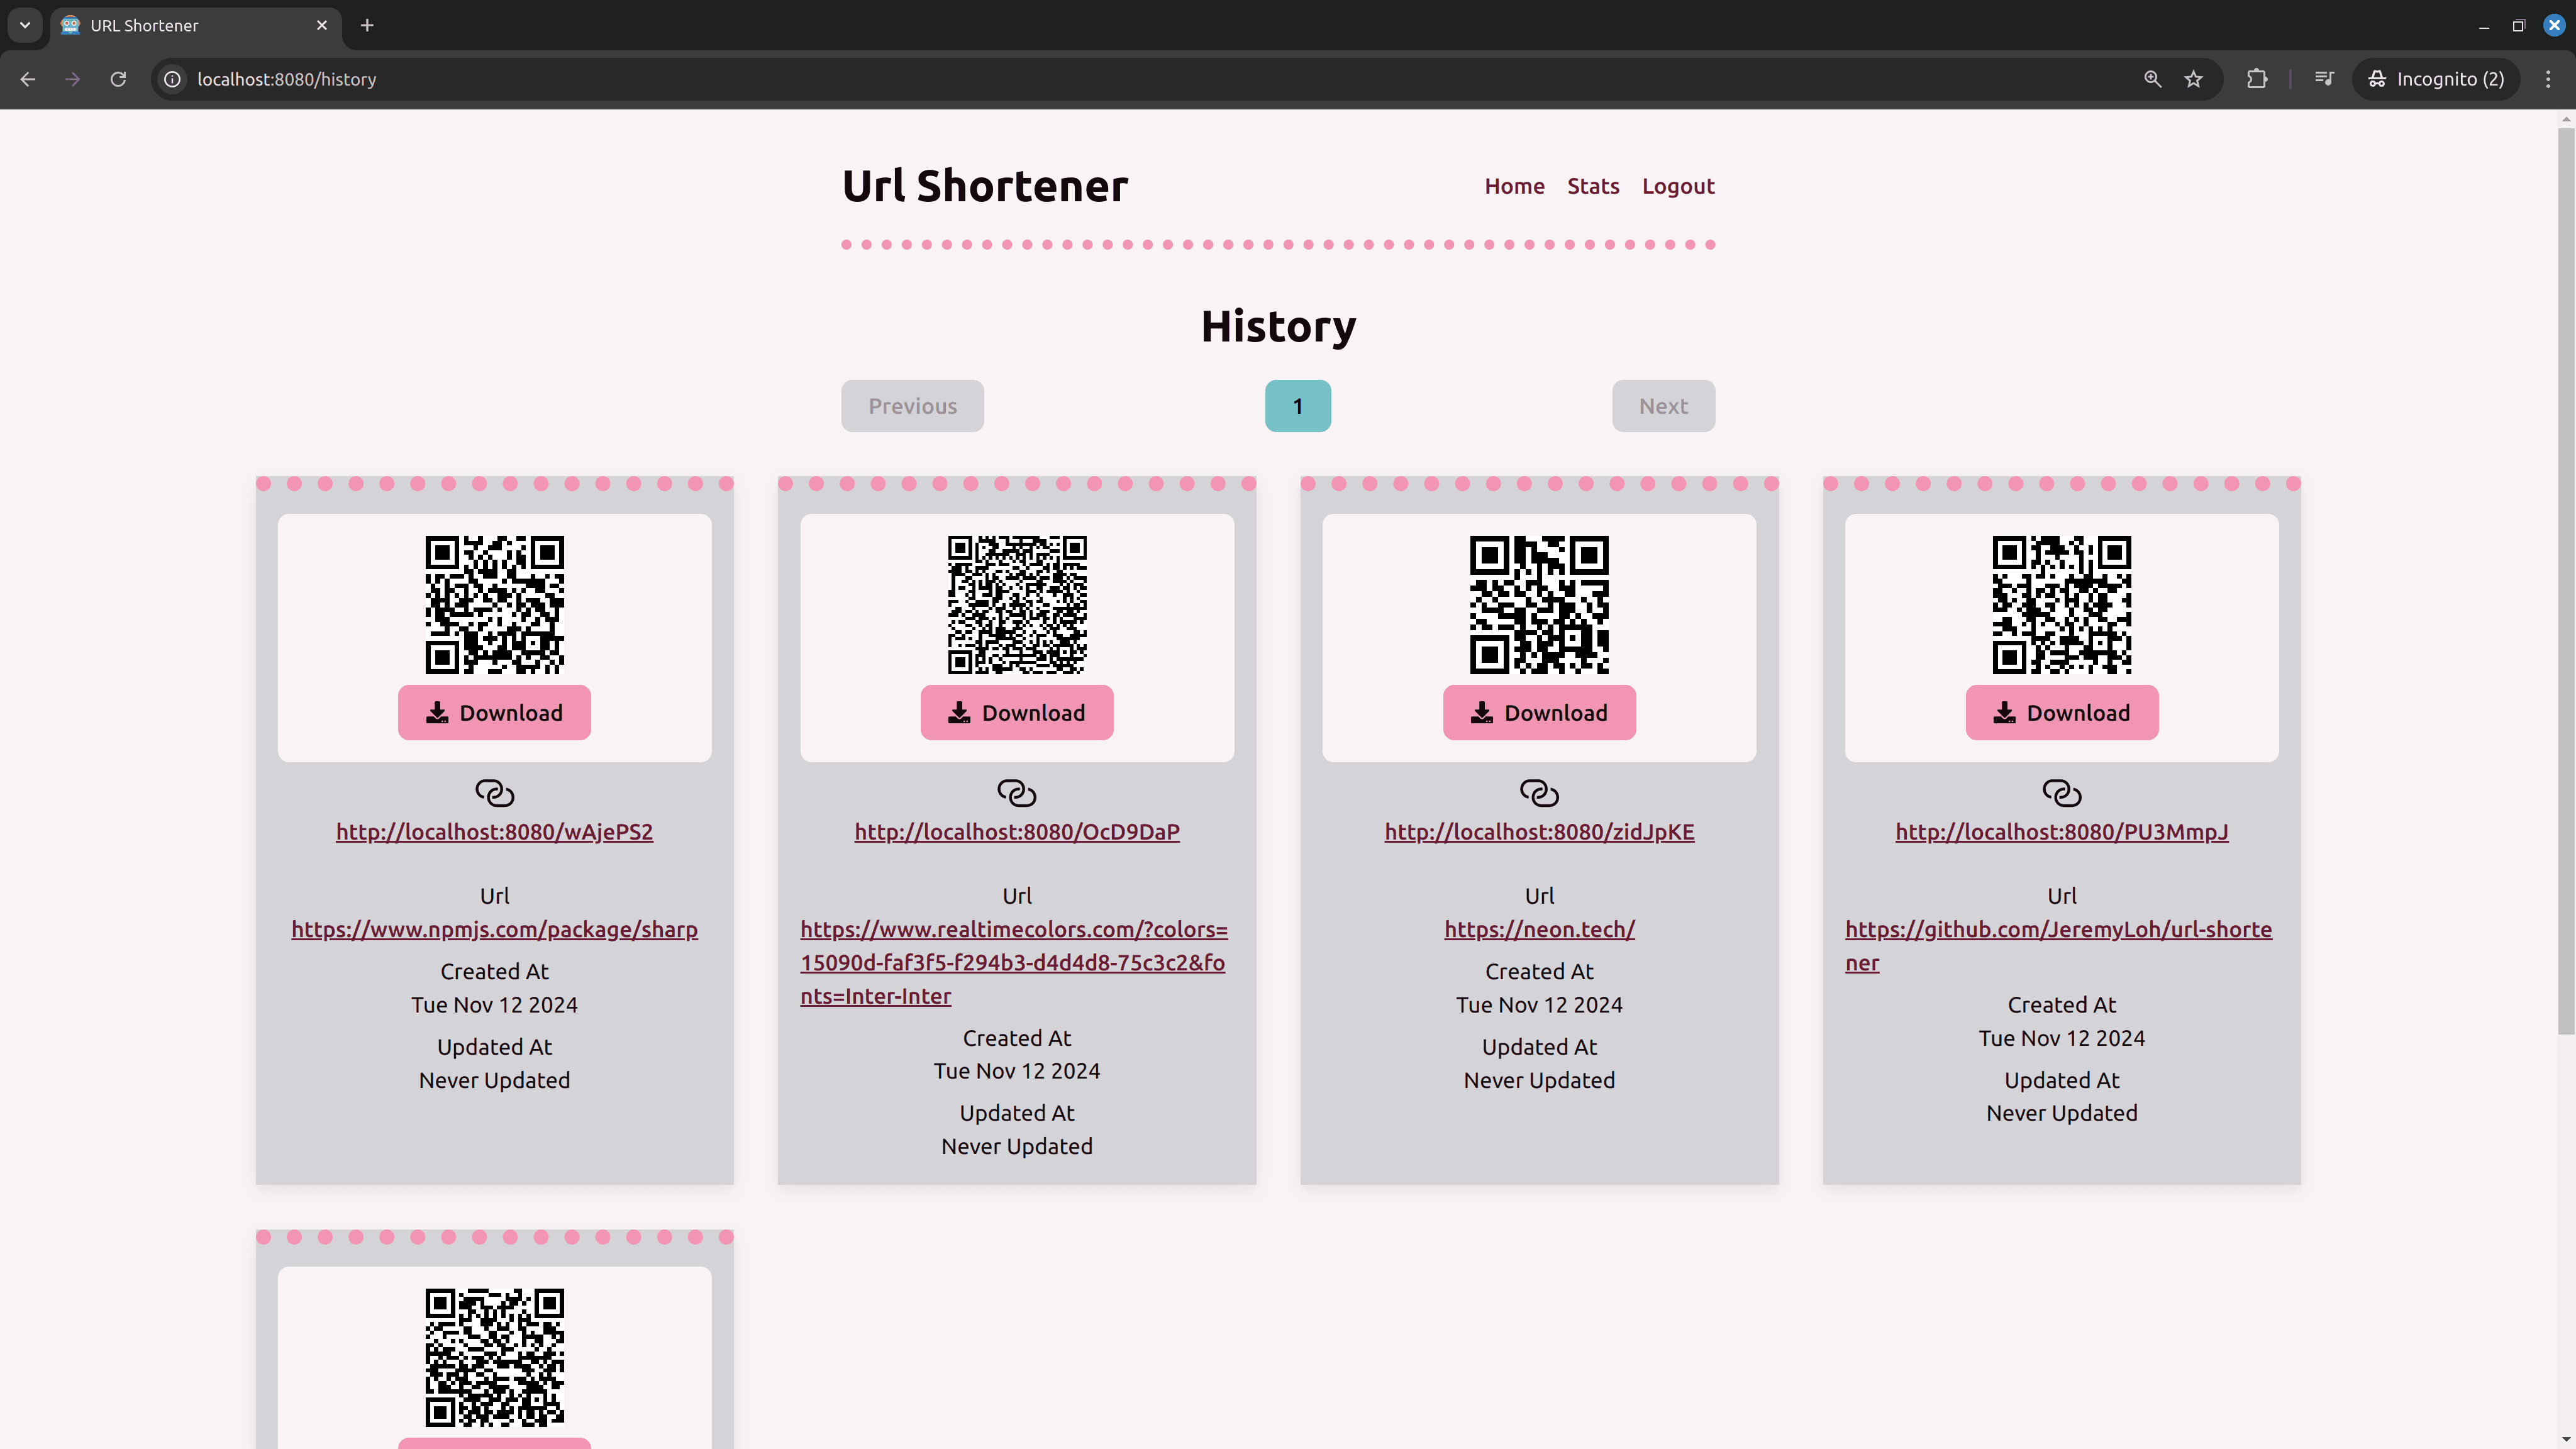 URL Shortener
localhost:8080/history
Incognito (2)
Url Shortener
Home Stats Logout
History
Previous 1 Next
Download
http://localhost:8080/wAjePS2
Url
https://www.npmjs.com/package/sharp
Created At
Tue Nov 12 2024
Updated At
Never Updated
Download
http://localhost:8080/OcD9DaP
Url
https://www.realtimecolors.com/?colors=
15090d-faf3f5-f294b3-d4d4d8-75c3c2&fo
nts=Inter-Inter
Created At
Tue Nov 12 2024
Updated At
Never Updated
Download
http://localhost:8080/zidJpKE
Url
https://neon.tech/
Created At
Tue Nov 12 2024
Updated At
Never Updated
Download
http://localhost:8080/PU3MmpJ
Url
https://github.com/JeremyLoh/url-shorte
ner
Created At
Tue Nov 12 2024
Updated At
Never Updated